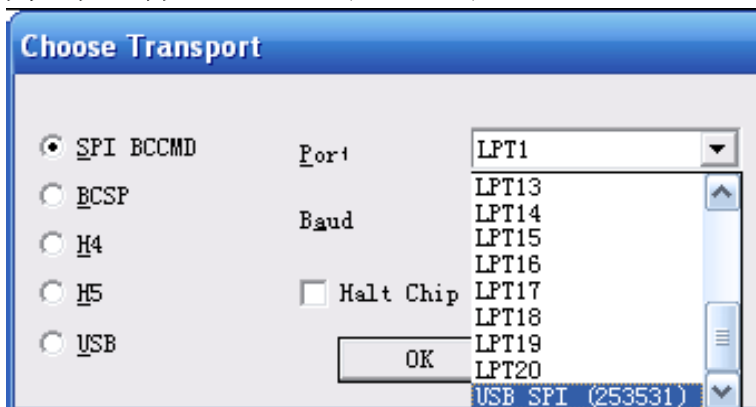 Choose Transport
SPI BCCMD
BCSP
H4
H5
USB
Port
Baud
Halt Chip
OK
LPT1
LPT13
LPT14
LPT15
LPT16
LPT17
LPT18
LPT19
LPT20
USB SPI (253531)